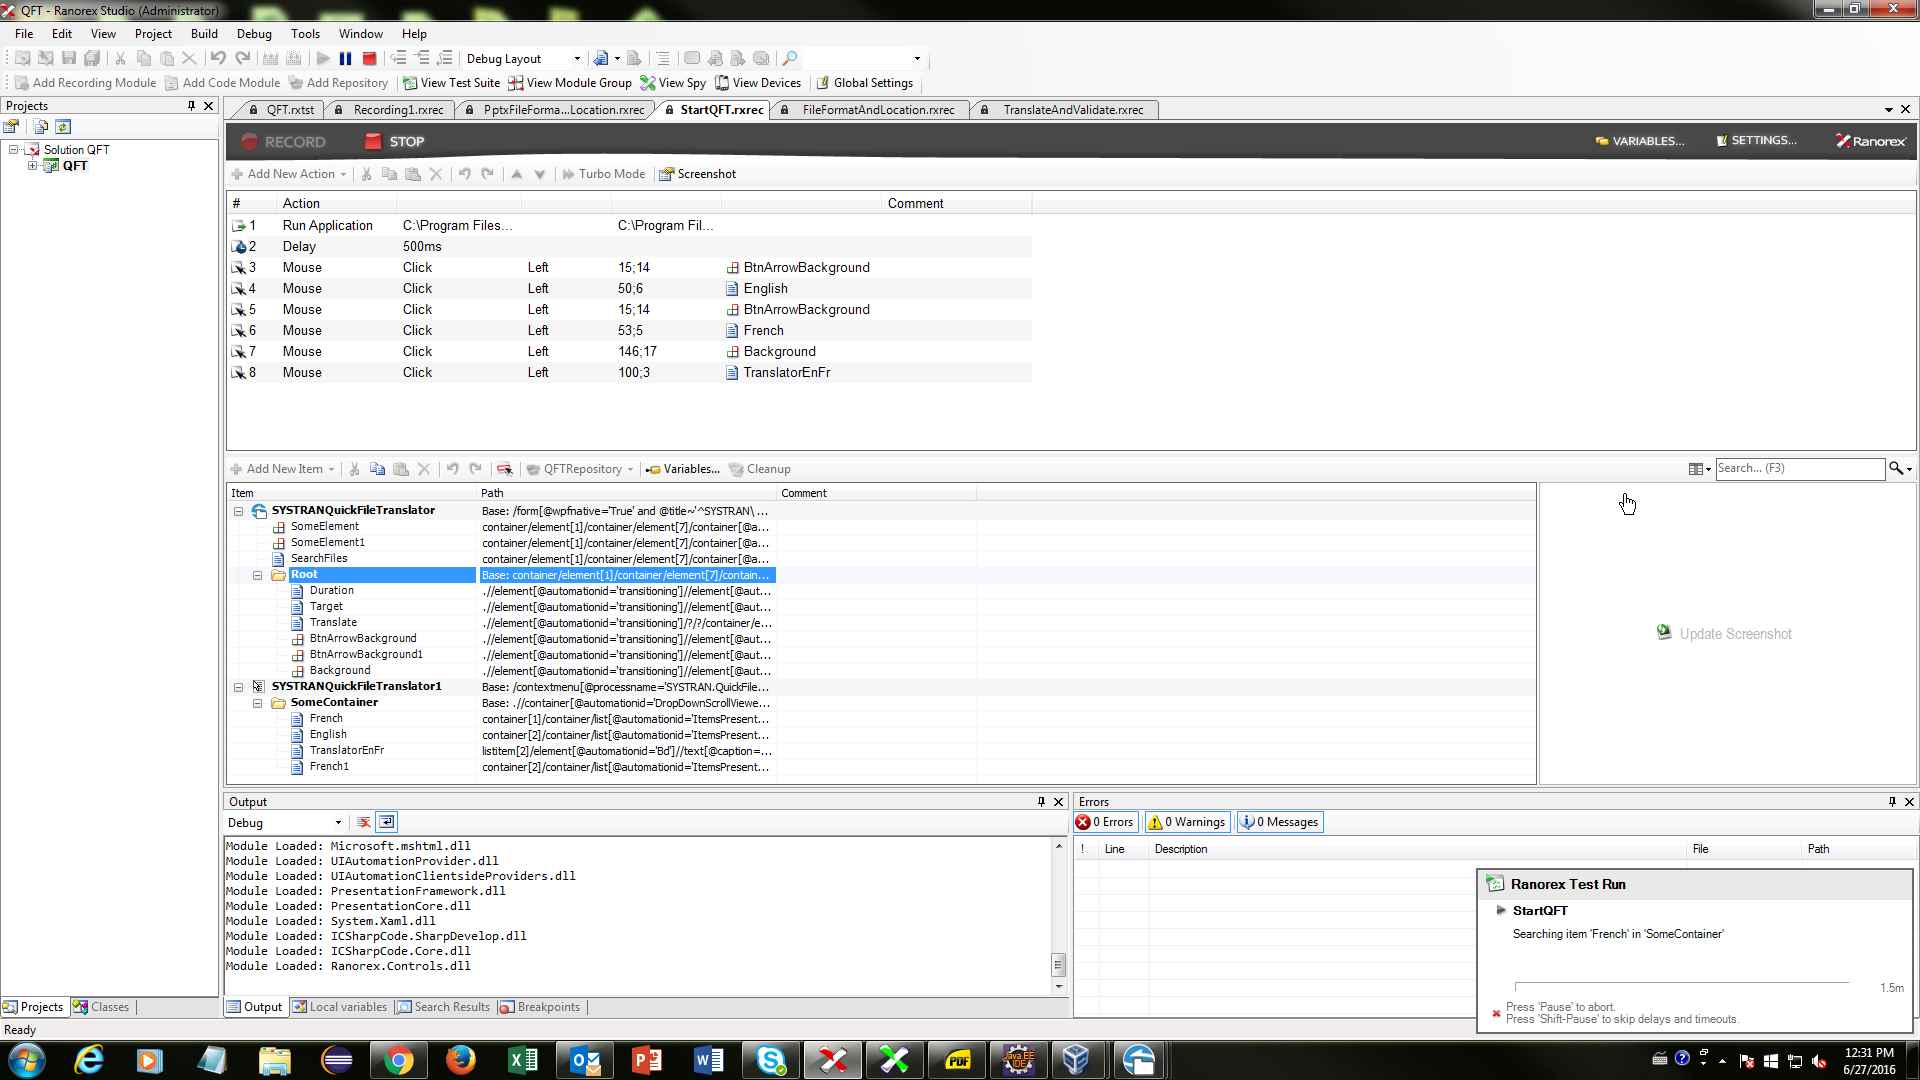 QFT - Ranorex Studio (Administrator)
File Edit View Project Build Debug Tools Window Help
Debug Layout
Add Recording Module Add Code Module Add Repository View Test Suite View Module Group View Spy View Devices Global Settings
Projects
Solution QFT
QFT
QFT.rxtst Recording1.rxrec PptxFileForma...Location.rxrec StartQFT.rxrec FileFormatAndLocation.rxrec TranslateAndValidate.rxrec
RECORD STOP VARIABLES... SETTINGS... Ranorex
Add New Action Turbo Mode Screenshot
# Action Comment
1 Run Application C:\Program Files... C:\Program Fil...
2 Delay 500ms
3 Mouse Click Left 15;14 BtnArrowBackground
4 Mouse Click Left 50;6 English
5 Mouse Click Left 15;14 BtnArrowBackground
6 Mouse Click Left 53;5 French
7 Mouse Click Left 146;17 Background
8 Mouse Click Left 100;3 TranslatorEnFr
Add New Item QFTRepository Variables... Cleanup Search... (F3)
Item Path Comment
SYSTRANQuickFileTranslator Base: /form[@wpfnative='True' and @title~'^SYSTRAN\ ...
SomeElement container/element[1]/container/element[7]/container[@a...
SomeElement1 container/element[1]/container/element[7]/container[@a...
SearchFiles container/element[1]/container/element[7]/container[@a...
Root Base: container/element[1]/container/element[7]/contain...
Duration .//element[@automationid='transitioning']//element[@aut...
Target .//element[@automationid='transitioning']//element[@aut...
Translate .//element[@automationid='transitioning']/?/?/container/e...
BtnArrowBackground .//element[@automationid='transitioning']//element[@aut...
BtnArrowBackground1 .//element[@automationid='transitioning']//element[@aut...
Background .//element[@automationid='transitioning']//element[@aut...
SYSTRANQuickFileTranslator1 Base: /contextmenu[@processname='SYSTRAN.QuickFile...
SomeContainer Base: .//container[@automationid='DropDownScrollViewe...
French container[1]/container/list[@automationid='ItemsPresent...
English container[2]/container/list[@automationid='ItemsPresent...
TranslatorEnFr listitem[2]/element[@automationid='Bd']//text[@caption=...
French1 container[2]/container/list[@automationid='ItemsPresent...
Update Screenshot
Output
Debug
Module Loaded: Microsoft.mshtml.dll
Module Loaded: UIAutomationProvider.dll
Module Loaded: UIAutomationClientsideProviders.dll
Module Loaded: PresentationFramework.dll
Module Loaded: PresentationCore.dll
Module Loaded: System.Xaml.dll
Module Loaded: ICSharpCode.SharpDevelop.dll
Module Loaded: ICSharpCode.Core.dll
Module Loaded: Ranorex.Controls.dll
Errors
0 Errors 0 Warnings 0 Messages
! Line Description File Path
Ranorex Test Run
StartQFT
Searching item 'French' in 'SomeContainer'
1.5m
Press 'Pause' to abort.
Press 'Shift-Pause' to skip delays and timeouts.
Projects Classes
Output Local variables Search Results Breakpoints
Ready
PDF
Java EE
IDE
12:31 PM
6/27/2016